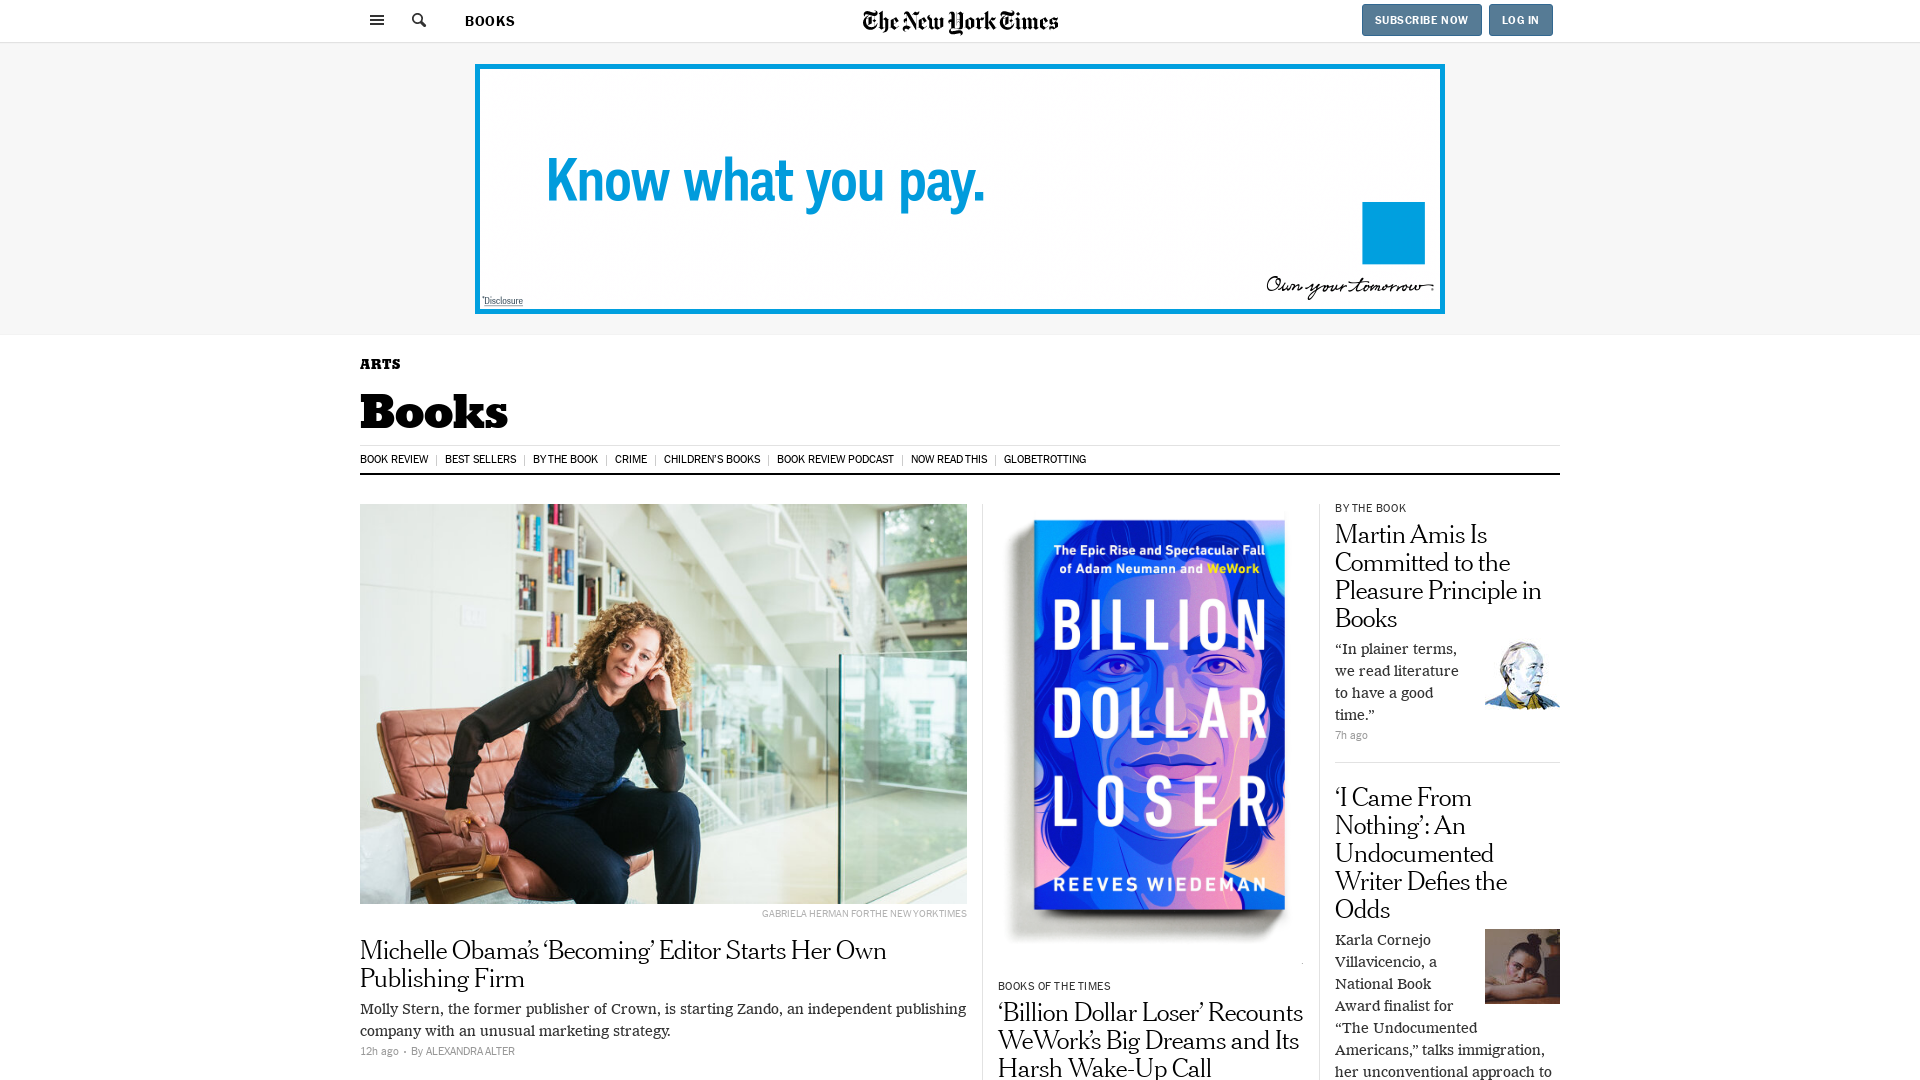 BOOKS
The New York Times
SUBSCRIBE NOW
LOG IN
Know what you pay.
Own your tomorrow.
*Disclosure
ARTS
Books
BOOK REVIEW
BEST SELLERS
BY THE BOOK
CRIME
CHILDREN'S BOOKS
BOOK REVIEW PODCAST
NOW READ THIS
GLOBETROTTING
GABRIELA HERMAN FOR THE NEW YORK TIMES
Michelle Obama’s ‘Becoming’ Editor Starts Her Own
Publishing Firm
Molly Stern, the former publisher of Crown, is starting Zando, an independent publishing
company with an unusual marketing strategy.
12h ago • By ALEXANDRA ALTER
The Epic Rise and Spectacular Fall
of Adam Neumann and WeWork
BILLION
DOLLAR
LOSER
REEVES WIEDEMAN
BOOKS OF THE TIMES
‘Billion Dollar Loser’ Recounts
WeWork’s Big Dreams and Its
Harsh Wake-Up Call
BY THE BOOK
Martin Amis Is
Committed to the
Pleasure Principle in
Books
“In plainer terms,
we read literature
to have a good
time.”
7h ago
‘I Came From
Nothing’: An
Undocumented
Writer Defies the
Odds
Karla Cornejo
Villavicencio, a
National Book
Award finalist for
“The Undocumented
Americans,” talks immigration,
her unconventional approach to